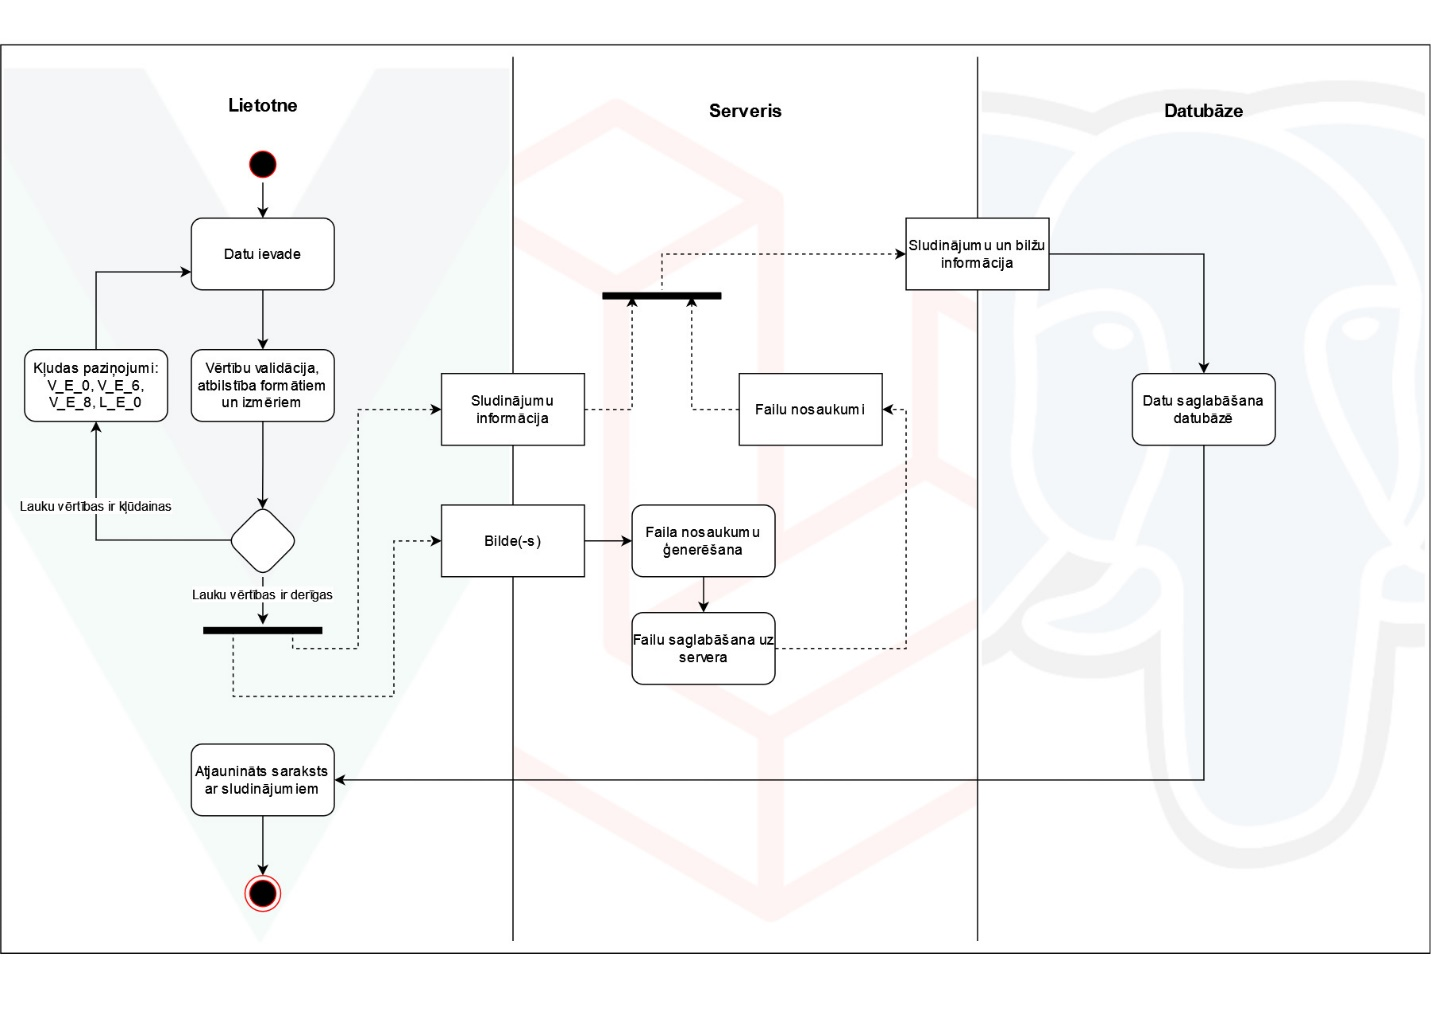 Lietotne
Serveris
Datubāze
Datu ievade
Kļudas paziņojumi:
V_E_0, V_E_6,
V_E_8, L_E_0
Vērtību validācija,
atbilstība formātiem
un izmēriem
Lauku vērtības ir kļūdainas
Lauku vērtības ir derīgas
Sludinājumu
informācija
Bilde(-s)
Faila nosaukumu
ģenerēšana
Failu saglabāšana uz
servera
Failu nosaukumi
Sludinājumu un bilžu
informācija
Datu saglabāšana
datubāzē
Atjaunināts saraksts
ar sludinājumiem